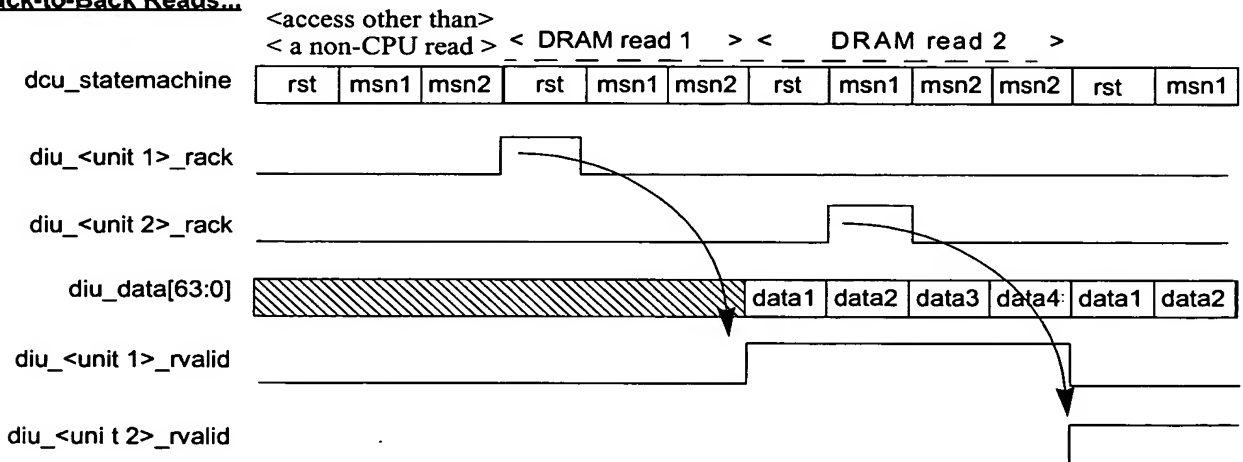 Back-to-Back Reads...
<access other than>
< a non-CPU read > < DRAM read 1 > < DRAM read 2 >
dcu_statemachine rst msn1 msn2 rst msn1 msn2 rst msn1 msn2 msn2 rst msn1
diu_<unit 1>_rack
diu_<unit 2>_rack
diu_data[63:0] data1 data2 data3 data4 data1 data2
diu_<unit 1>_rvalid
diu_<uni t 2>_rvalid